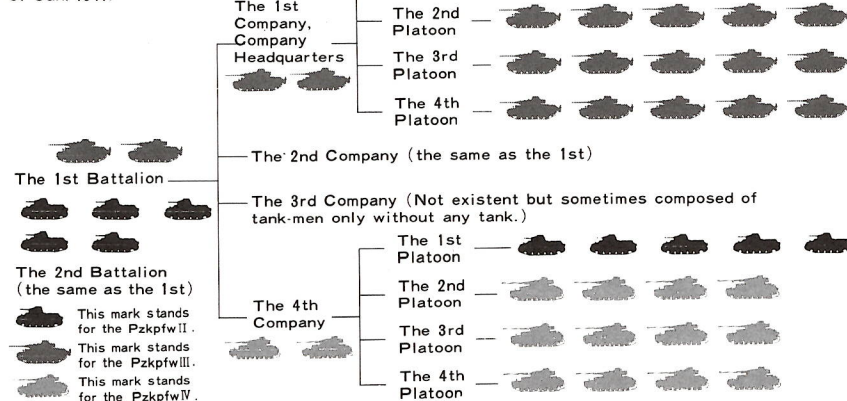 The 1st
Company,
Company
Headquarters
The 2nd
Platoon
The 3rd
Platoon
The 4th
Platoon
The 2nd Company (the same as the 1st)
The 1st Battalion
The 3rd Company (Not existent but sometimes composed of
tank-men only without any tank.)
The 1st
Platoon
The 2nd Battalion
(the same as the 1st)
The 2nd
Platoon
The 4th
Company
This mark stands
for the PzkpfwⅡ.
The 3rd
Platoon
This mark stands
for the PzkpfwⅢ.
The 4th
Platoon
This mark stands
for the PzkpfwⅣ.